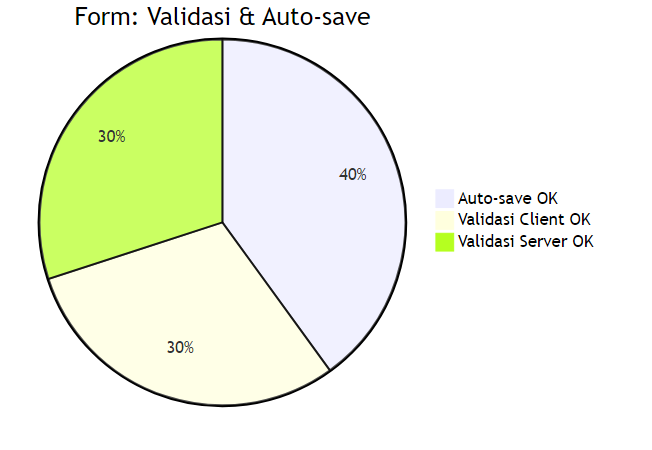 Form: Validasi & Auto-save
30%
40%
30%
Auto-save OK
Validasi Client OK
Validasi Server OK